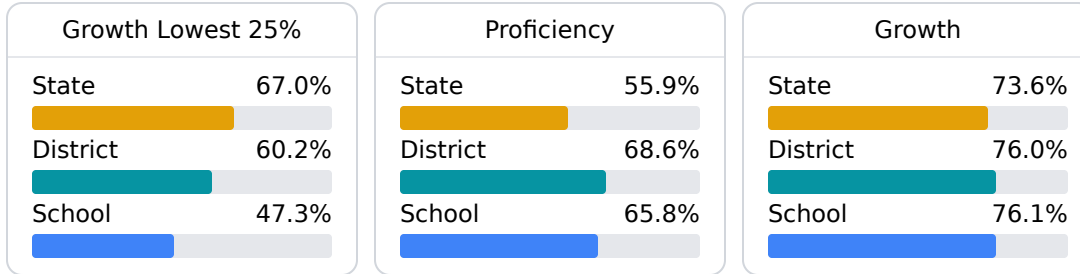 Growth Lowest 25%
State 67.0%
District 60.2%
School 47.3%
Proficiency
State 55.9%
District 68.6%
School 65.8%
Growth
State 73.6%
District 76.0%
School 76.1%